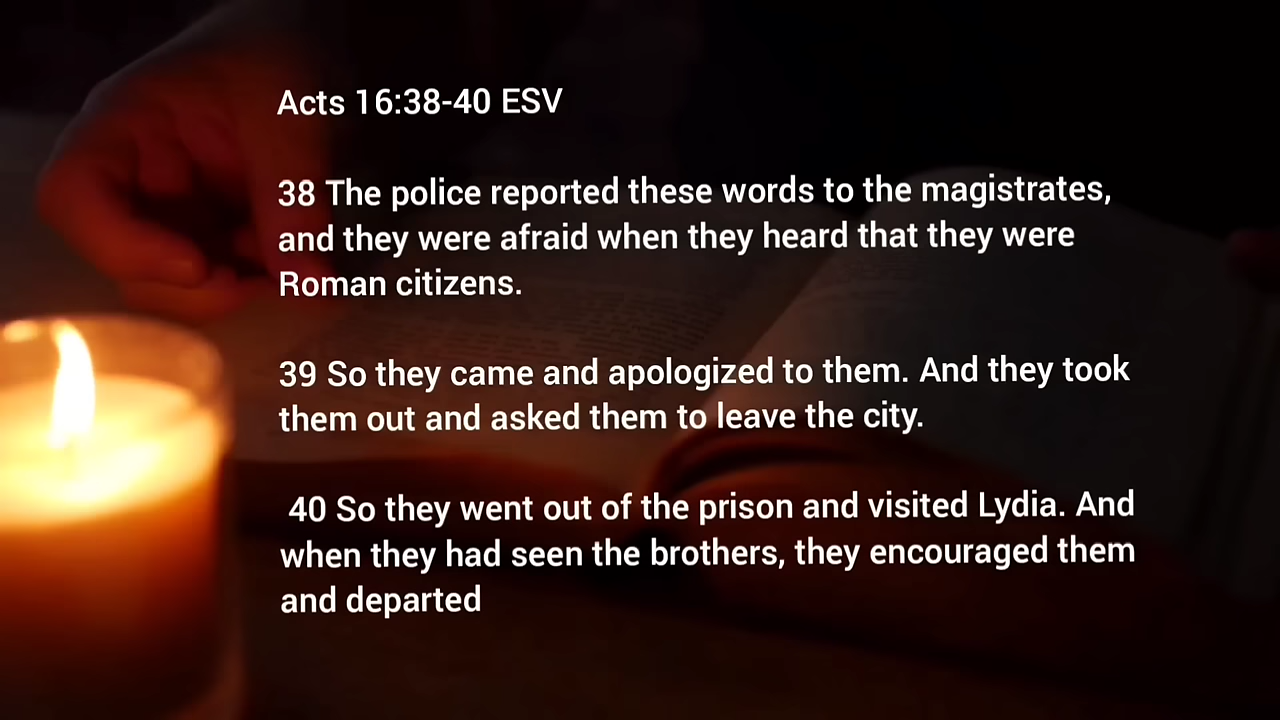 Acts 16:38-40 ESV
38 The police reported these words to the magistrates,
and they were afraid when they heard that they were
Roman citizens.
39 So they came and apologized to them. And they took
them out and asked them to leave the city.
40 So they went out of the prison and visited Lydia. And
when they had seen the brothers, they encouraged them
and departed